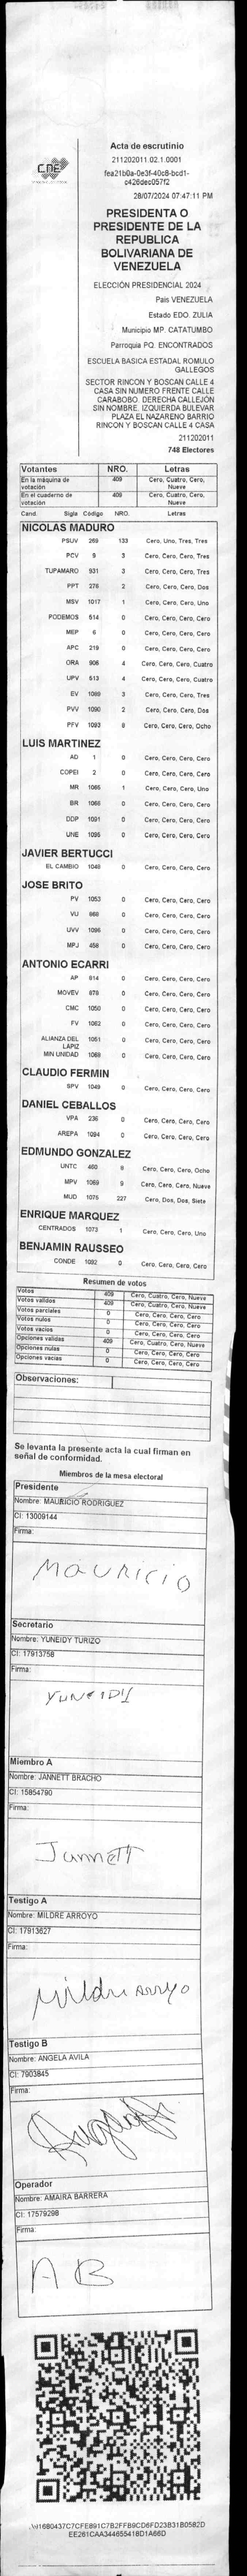 CNE
Acta de escrutinio
211202011.02.1.0001
fea21b0a-0e3f-40c8-bcd1-
c426dec057f2
28/07/2024 07:47:11 PM
PRESIDENTA O
PRESIDENTE DE LA
REPUBLICA
BOLIVARIANA DE
VENEZUELA
ELECCIÓN PRESIDENCIAL 2024
País VENEZUELA
Estado EDO. ZULIA
Municipio MP. CATATUMBO
Parroquia PQ. ENCONTRADOS
ESCUELA BASICA ESTADAL ROMULO
GALLEGOS
SECTOR RINCON Y BOSCAN CALLE 4
CASA SIN NUMERO FRENTE CALLE
CARABOBO. DERECHA CALLEJÓN
SIN NOMBRE. IZQUIERDA BULEVAR
PLAZA EL NAZARENO BARRIO
RINCON Y BOSCAN CALLE 4 CASA
211202011
748 Electores
Votantes NRO. Letras
En la máquina de votación 409 Cero, Cuatro, Cero, Nueve
En el cuaderno de votación 409 Cero, Cuatro, Cero, Nueve
Cand. Sigla Código NRO. Letras
NICOLAS MADURO
PSUV 269 133 Cero, Uno, Tres, Tres
PCV 9 3 Cero, Cero, Cero, Tres
TUPAMARO 931 3 Cero, Cero, Cero, Tres
PPT 276 2 Cero, Cero, Cero, Dos
MSV 1017 1 Cero, Cero, Cero, Uno
PODEMOS 514 0 Cero, Cero, Cero, Cero
MEP 6 0 Cero, Cero, Cero, Cero
APC 219 0 Cero, Cero, Cero, Cero
ORA 906 4 Cero, Cero, Cero, Cuatro
UPV 513 4 Cero, Cero, Cero, Cuatro
EV 1089 3 Cero, Cero, Cero, Tres
PVV 1090 2 Cero, Cero, Cero, Dos
PFV 1093 8 Cero, Cero, Cero, Ocho
LUIS MARTINEZ
AD 1 0 Cero, Cero, Cero, Cero
COPEI 2 0 Cero, Cero, Cero, Cero
MR 1065 1 Cero, Cero, Cero, Uno
BR 1066 0 Cero, Cero, Cero, Cero
DDP 1091 0 Cero, Cero, Cero, Cero
UNE 1095 0 Cero, Cero, Cero, Cero
JAVIER BERTUCCI
EL CAMBIO 1048 0 Cero, Cero, Cero, Cero
JOSE BRITO
PV 1053 0 Cero, Cero, Cero, Cero
VU 868 0 Cero, Cero, Cero, Cero
UVV 1096 0 Cero, Cero, Cero, Cero
MPJ 458 0 Cero, Cero, Cero, Cero
ANTONIO ECARRI
AP 814 0 Cero, Cero, Cero, Cero
MOVEV 878 0 Cero, Cero, Cero, Cero
CMC 1050 0 Cero, Cero, Cero, Cero
FV 1062 0 Cero, Cero, Cero, Cero
ALIANZA DEL LAPIZ 1051 0 Cero, Cero, Cero, Cero
MIN UNIDAD 1068 0 Cero, Cero, Cero, Cero
CLAUDIO FERMIN
SPV 1049 0 Cero, Cero, Cero, Cero
DANIEL CEBALLOS
VPA 236 0 Cero, Cero, Cero, Cero
AREPA 1094 0 Cero, Cero, Cero, Cero
EDMUNDO GONZALEZ
UNTC 460 8 Cero, Cero, Cero, Ocho
MPV 1069 9 Cero, Cero, Cero, Nueve
MUD 1075 227 Cero, Dos, Dos, Siete
ENRIQUE MARQUEZ
CENTRADOS 1073 1 Cero, Cero, Cero, Uno
BENJAMIN RAUSSEO
CONDE 1092 0 Cero, Cero, Cero, Cero
Resumen de votos
Votos 409 Cero, Cuatro, Cero, Nueve
Votos validos 409 Cero, Cuatro, Cero, Nueve
Votos parciales 0 Cero, Cero, Cero, Cero
Votos nulos 0 Cero, Cero, Cero, Cero
Votos vacíos 0 Cero, Cero, Cero, Cero
Opciones validas 409 Cero, Cuatro, Cero, Nueve
Opciones nulas 0 Cero, Cero, Cero, Cero
Opciones vacias 0 Cero, Cero, Cero, Cero
Observaciones:
Se levanta la presente acta la cual firman en
señal de conformidad.
Miembros de la mesa electoral
Presidente
Nombre: MAURICIO RODRIGUEZ
CI: 13009144
Firma:
Mauricio
Secretario
Nombre: YUNEIDY TURIZO
CI: 17913758
Firma:
YUNEIDY
Miembro A
Nombre: JANNETT BRACHO
CI: 15854790
Firma:
Jannett
Testigo A
Nombre: MILDRE ARROYO
CI: 17913627
Firma:
Mildre Arroyo
Testigo B
Nombre: ANGELA AVILA
CI: 7903845
Firma:
Operador
Nombre: AMAIRA BARRERA
CI: 17579298
Firma:
AB